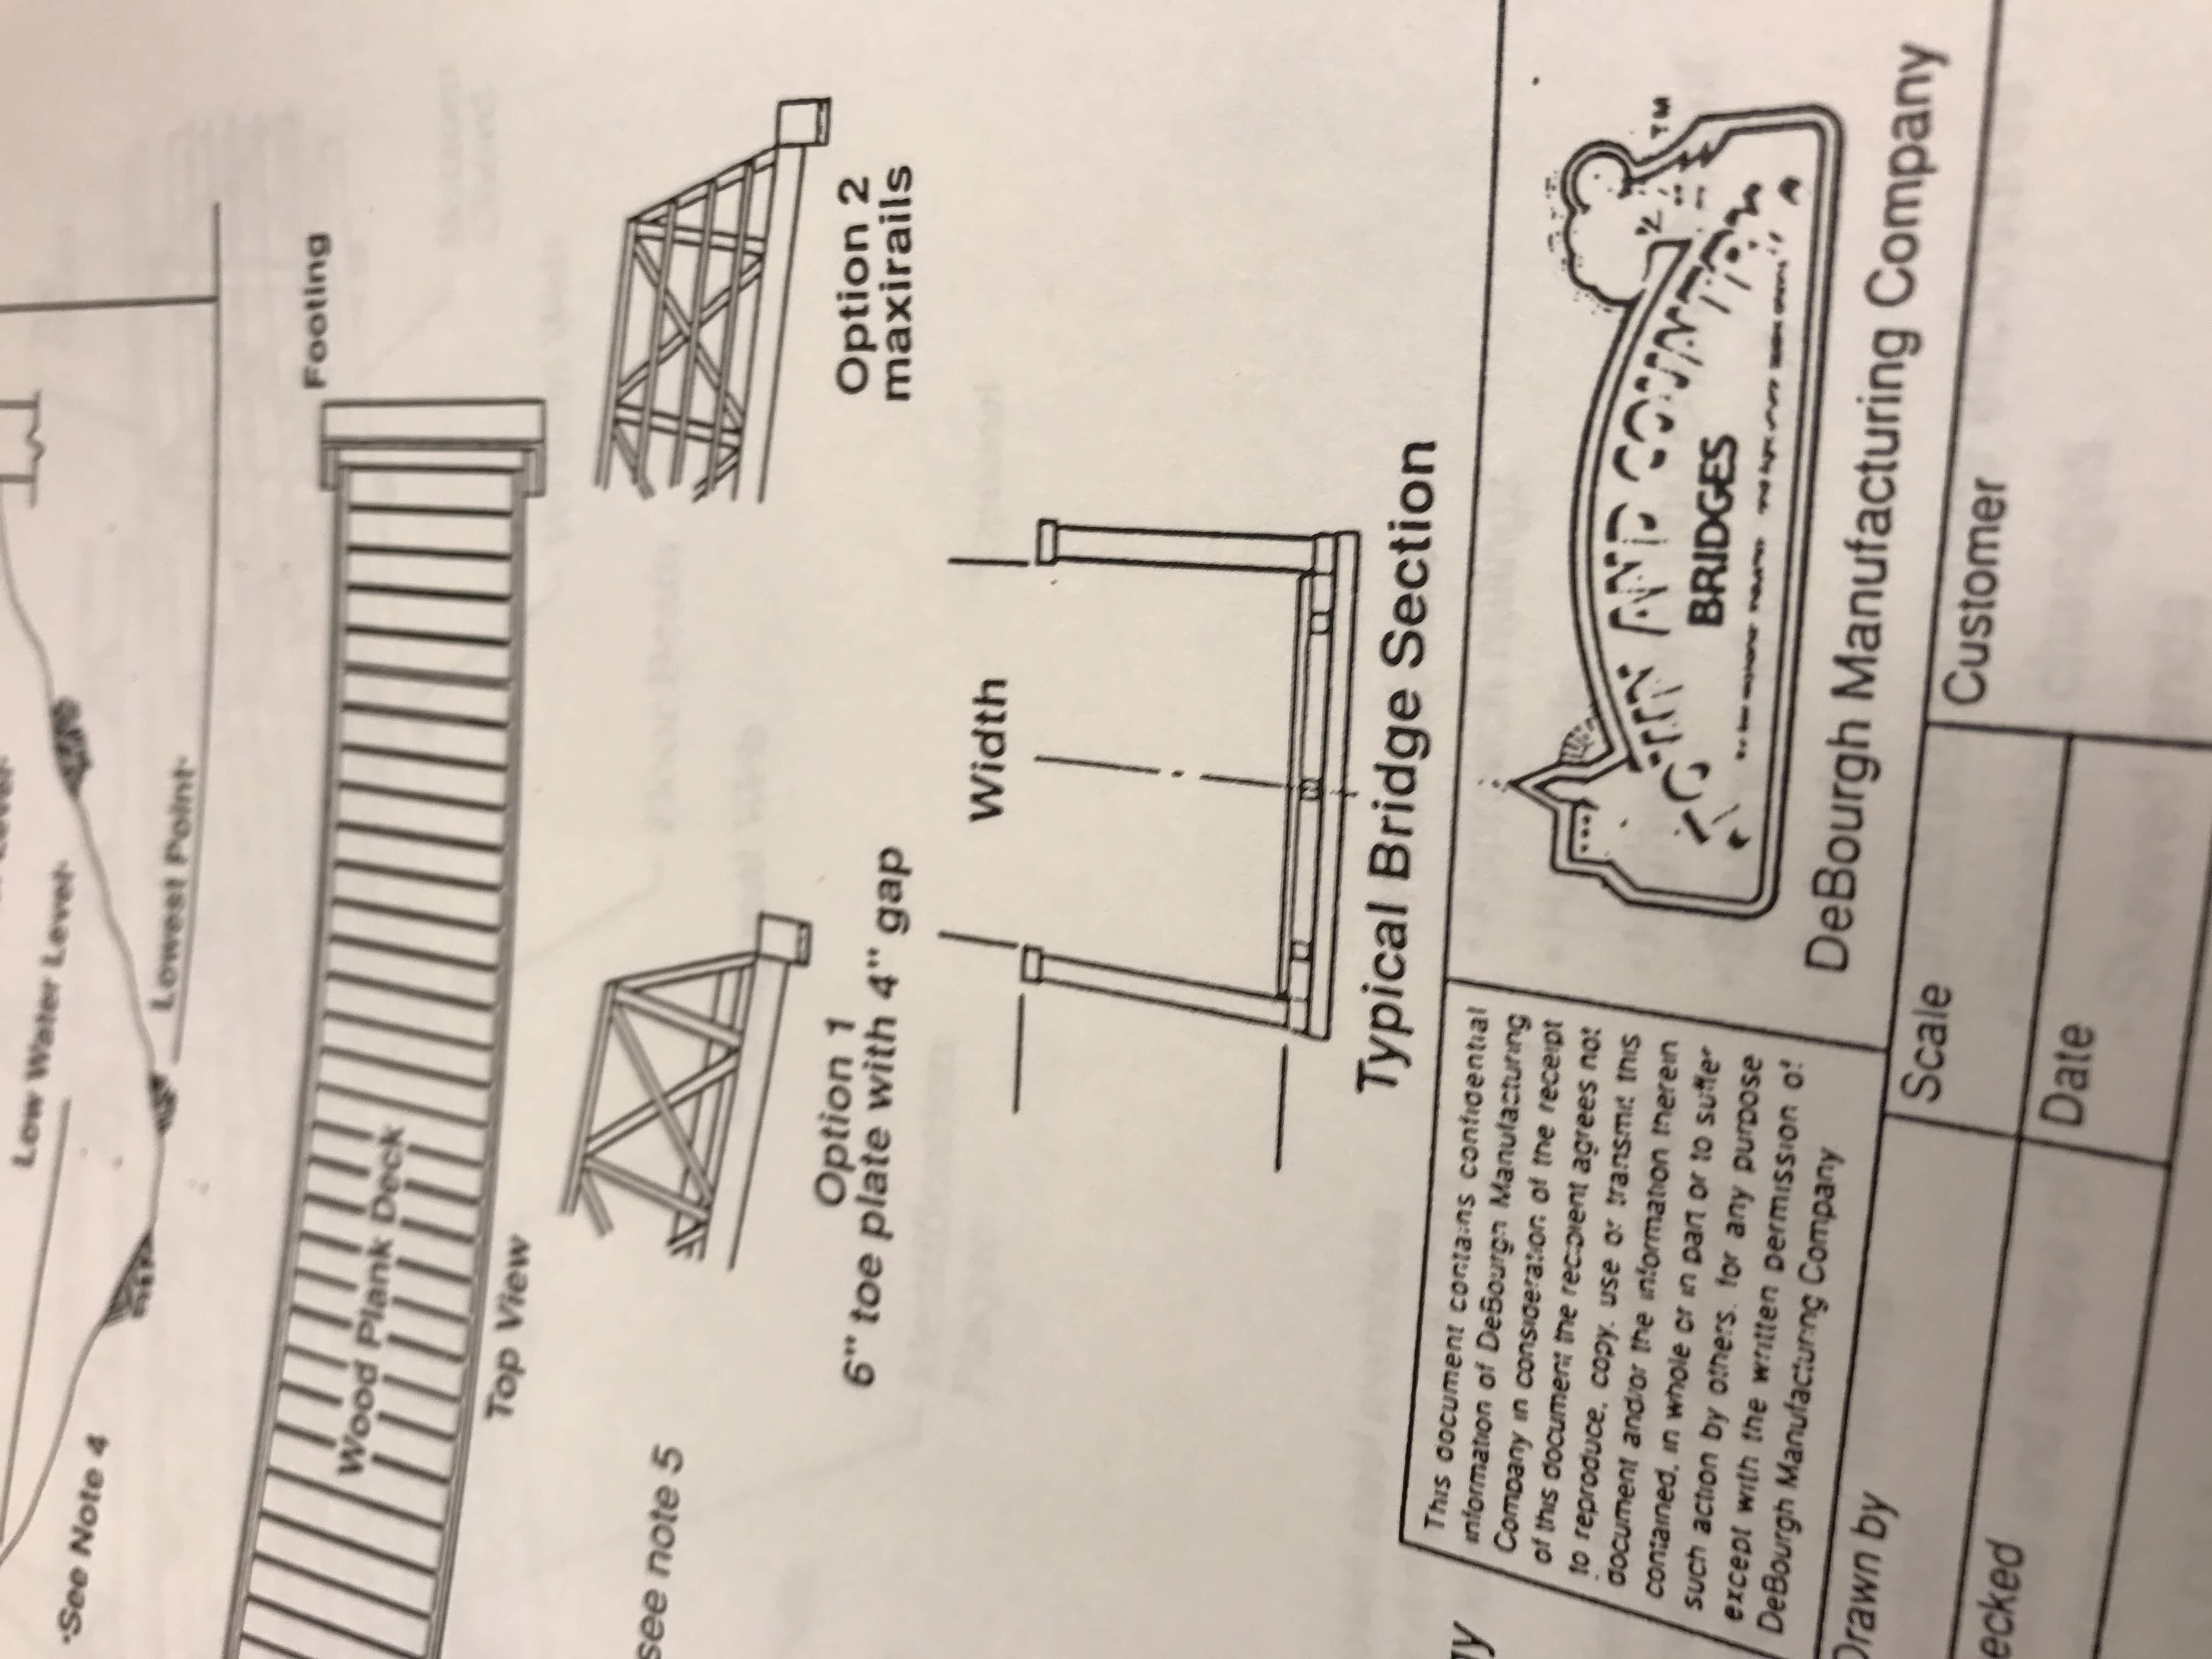 Low Water Level-
-See Note 4
Lowest Point-
Footing
Wood Plank Deck
Top View
see note 5
Option 1
6" toe plate with 4" gap
Option 2
maxirails
Width
Typical Bridge Section
This document contains confidential
information of DeBourgh Manufacturing
Company in consideration of the receipt
of this document the recipient agrees not
to reproduce, copy, use or transmit this
document and/or the information therein
contained, in whole or in part or to suffer
such action by others, for any purpose
except with the written permission of
DeBourgh Manufacturing Company
TOWN AND COUNTRY
BRIDGES
TM
DeBourgh Manufacturing Company
Drawn by
Scale
Customer
ecked
Date